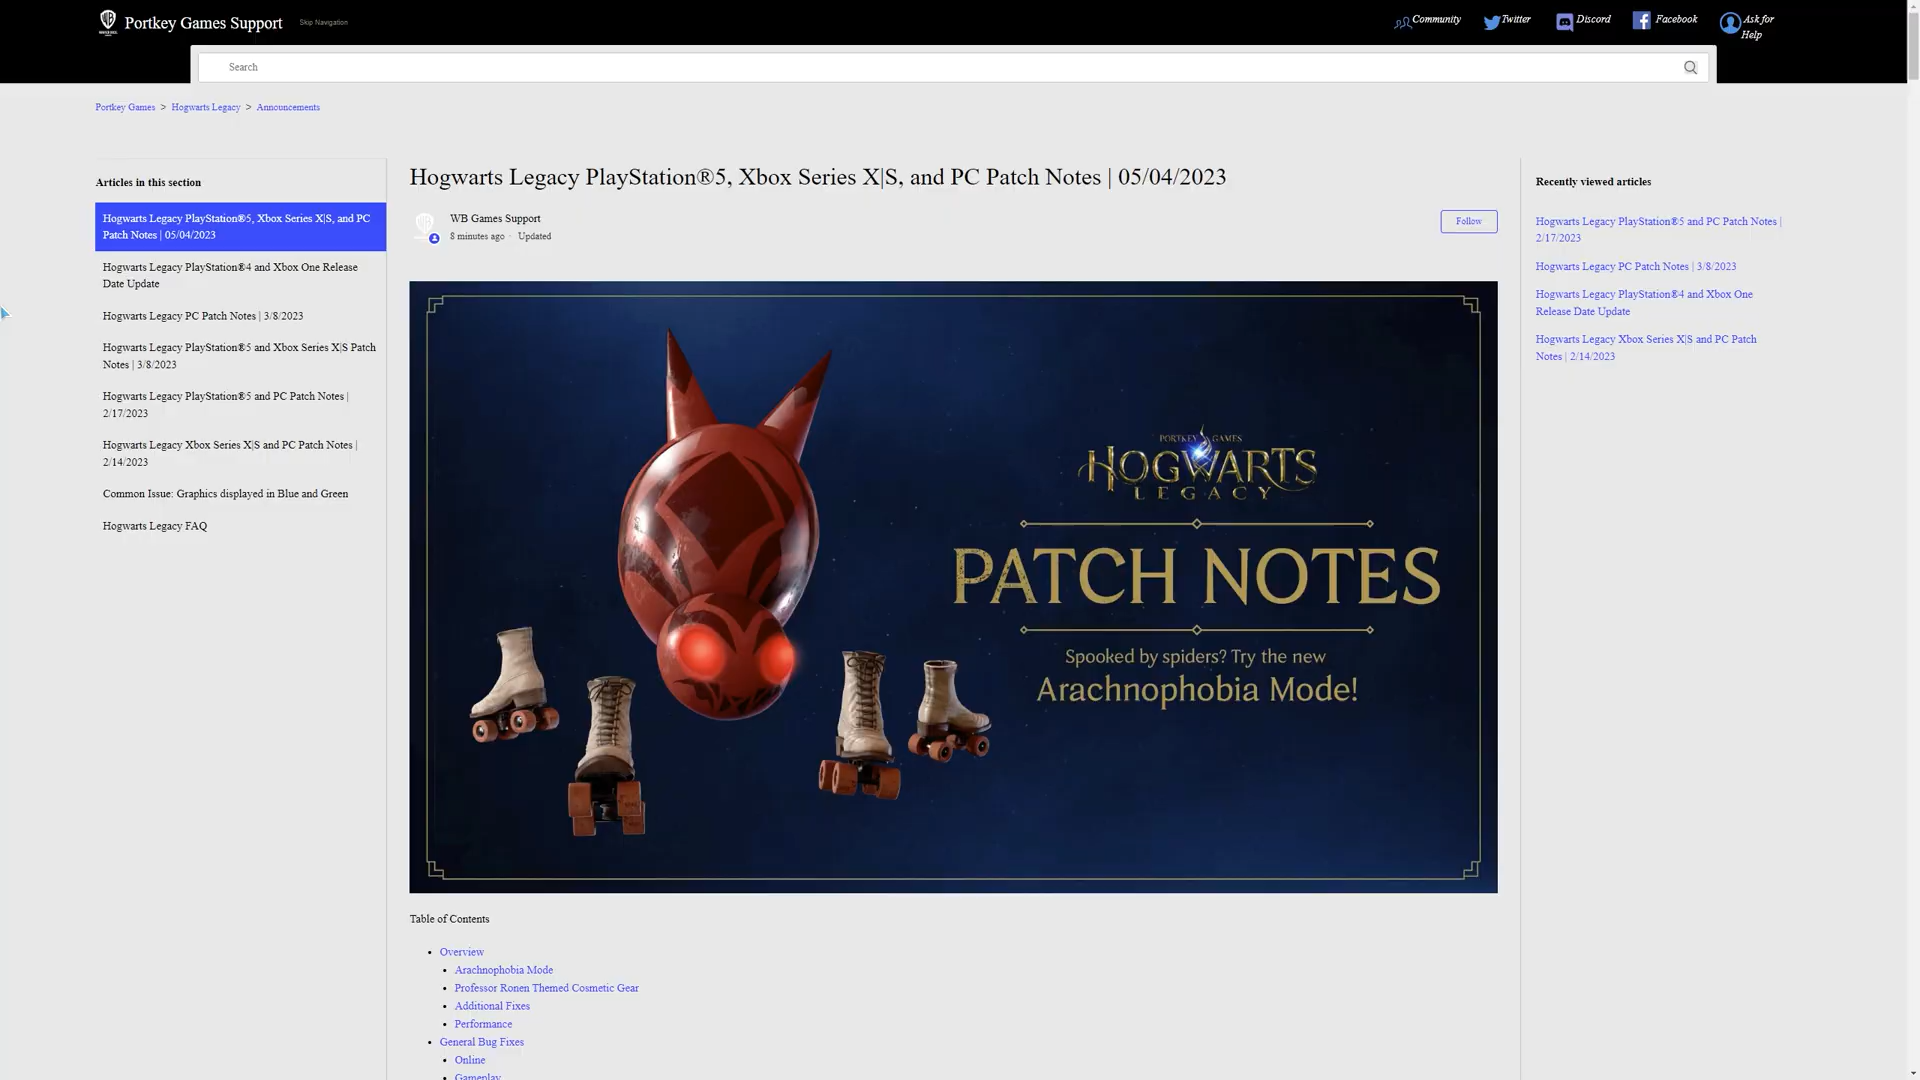 Portkey Games Support
Skip Navigation
Community
Twitter
Discord
Facebook
Ask for
Help
Search
Portkey Games > Hogwarts Legacy > Announcements
Articles in this section
Hogwarts Legacy PlayStation®5, Xbox Series X|S, and PC
Patch Notes | 05/04/2023
Hogwarts Legacy PlayStation®4 and Xbox One Release
Date Update
Hogwarts Legacy PC Patch Notes | 3/8/2023
Hogwarts Legacy PlayStation®5 and Xbox Series X|S Patch
Notes | 3/8/2023
Hogwarts Legacy PlayStation®5 and PC Patch Notes |
2/17/2023
Hogwarts Legacy Xbox Series X|S and PC Patch Notes |
2/14/2023
Common Issue: Graphics displayed in Blue and Green
Hogwarts Legacy FAQ
Hogwarts Legacy PlayStation®5, Xbox Series X|S, and PC Patch Notes | 05/04/2023
WB Games Support
8 minutes ago · Updated
Follow
PORTKEY GAMES
HOGWARTS
LEGACY
PATCH NOTES
Spooked by spiders? Try the new
Arachnophobia Mode!
Table of Contents
Overview
Arachnophobia Mode
Professor Ronen Themed Cosmetic Gear
Additional Fixes
Performance
General Bug Fixes
Online
Gameplay
Recently viewed articles
Hogwarts Legacy PlayStation®5 and PC Patch Notes |
2/17/2023
Hogwarts Legacy PC Patch Notes | 3/8/2023
Hogwarts Legacy PlayStation®4 and Xbox One
Release Date Update
Hogwarts Legacy Xbox Series X|S and PC Patch
Notes | 2/14/2023